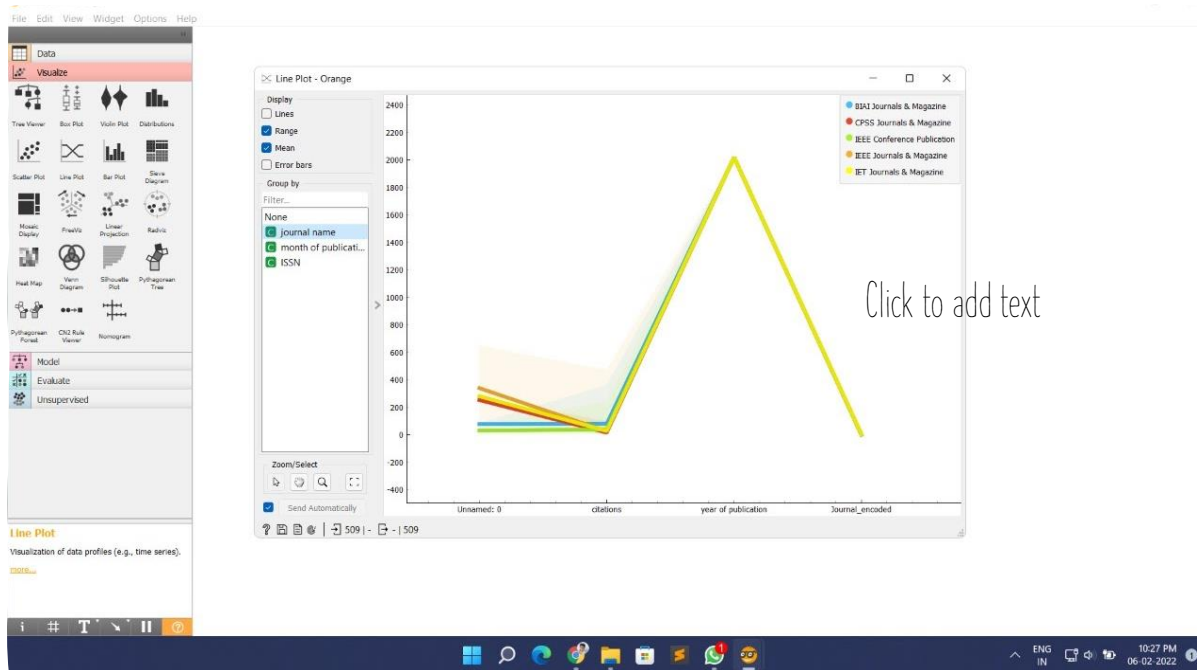 File Edit View Widget Options Help
Data
Visualize
Tree Viewer Box Plot Violin Plot Distributions
Scatter Plot Line Plot Bar Plot Sieve
Diagram
Mosaic
Display FreeViz Linear
Projection Radviz
Heat Map Venn
Diagram Silhouette
Plot Pythagorean
Tree
Pythagorean
Forest CN2 Rule
Viewer Nomogram
Model
Evaluate
Unsupervised
Line Plot
Visualization of data profiles (e.g., time series).
more...
Line Plot - Orange
Display
Lines
Range
Mean
Error bars
Group by
Filter...
None
C journal name
C month of publicati...
C ISSN
Zoom/Select
Send Automatically
509 | - - | 509
2400
2200
2000
1800
1600
1400
1200
1000
800
600
400
200
0
-200
-400
Unnamed: 0 citations year of publication Journal_encoded
BIAI Journals & Magazine
CPSS Journals & Magazine
IEEE Conference Publication
IEEE Journals & Magazine
IET Journals & Magazine
Click to add text
ENG
IN
10:27 PM
06-02-2022
1